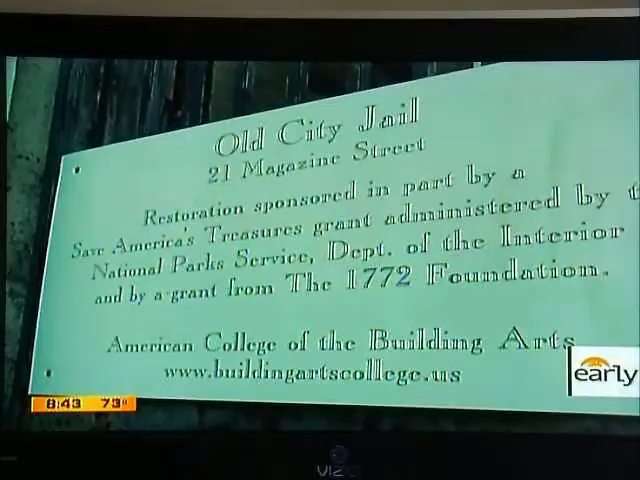 Old City Jail
21 Magazine Street
Restoration sponsored in part by a
Save America's Treasures grant administered by t
National Parks Service, Dept. of the Interior
and by a grant from The 1772 Foundation.
American College of the Building Arts
www.buildingartscollege.us
early
8:43 73°